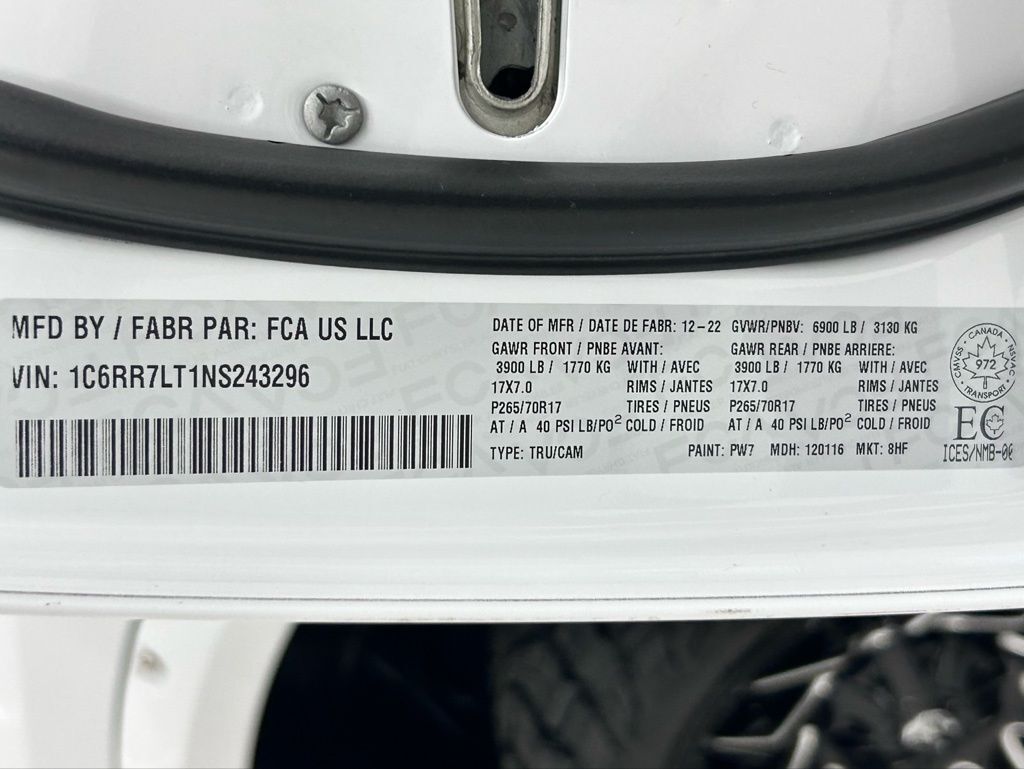 MFD BY / FABR PAR: FCA US LLC
VIN: 1C6RR7LT1NS243296
DATE OF MFR / DATE DE FABR: 12-22 GVWR/PNBV: 6900 LB / 3130 KG
GAWR FRONT / PNBE AVANT: GAWR REAR / PNBE ARRIERE:
3900 LB / 1770 KG WITH / AVEC 3900 LB / 1770 KG WITH / AVEC
17X7.0 RIMS / JANTES 17X7.0 RIMS / JANTES
P265/70R17 TIRES / PNEUS P265/70R17 TIRES / PNEUS
AT / A 40 PSI LB/PO² COLD / FROID AT / A 40 PSI LB/PO² COLD / FROID
TYPE: TRU/CAM PAINT: PW7 MDH: 120116 MKT: 8HF
CANADA
CMVSS 972 NSVAC
TRANSPORT
EC
ICES/NMB-00